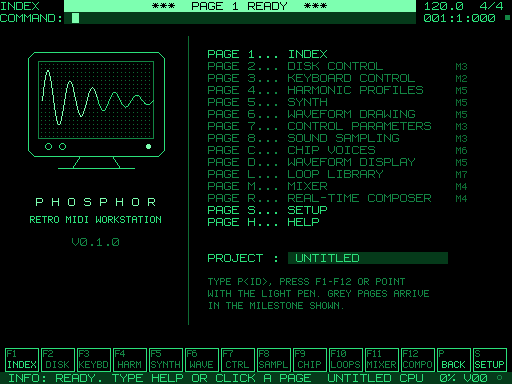 INDEX *** PAGE 1 READY *** 120.0 4/4
COMMAND: 001:1:000
PAGE 1... INDEX
PAGE 2... DISK CONTROL M3
PAGE 3... KEYBOARD CONTROL M2
PAGE 4... HARMONIC PROFILES M5
PAGE 5... SYNTH M5
PAGE 6... WAVEFORM DRAWING M5
PAGE 7... CONTROL PARAMETERS M3
PAGE 8... SOUND SAMPLING M3
PAGE C... CHIP VOICES M6
PAGE D... WAVEFORM DISPLAY M5
PAGE L... LOOP LIBRARY M7
PAGE M... MIXER M4
PAGE R... REAL-TIME COMPOSER M4
PAGE S... SETUP
PAGE H... HELP
PHOSPHOR
RETRO MIDI WORKSTATION
V0.1.0
PROJECT : UNTITLED
TYPE P(ID), PRESS F1-F12 OR POINT
WITH THE LIGHT PEN. GREY PAGES ARRIVE
IN THE MILESTONE SHOWN.
F1 F2 F3 F4 F5 F6 F7 F8 F9 F10 F11 F12 P S
INDEX DISK KEYBD HARM SYNTH WAVE CTRL SAMPL CHIP LOOPS MIXER COMPO BACK SETUP
INFO: READY. TYPE HELP OR CLICK A PAGE UNTITLED CPU 0% V00